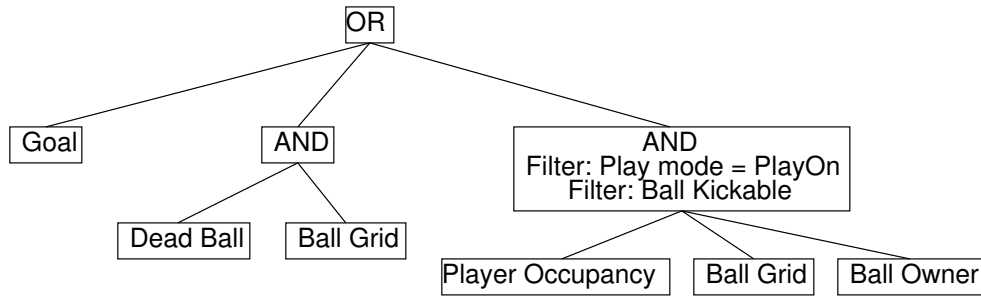 OR
Goal
AND
AND
Filter: Play mode = PlayOn
Filter: Ball Kickable
Dead Ball
Ball Grid
Player Occupancy
Ball Grid
Ball Owner